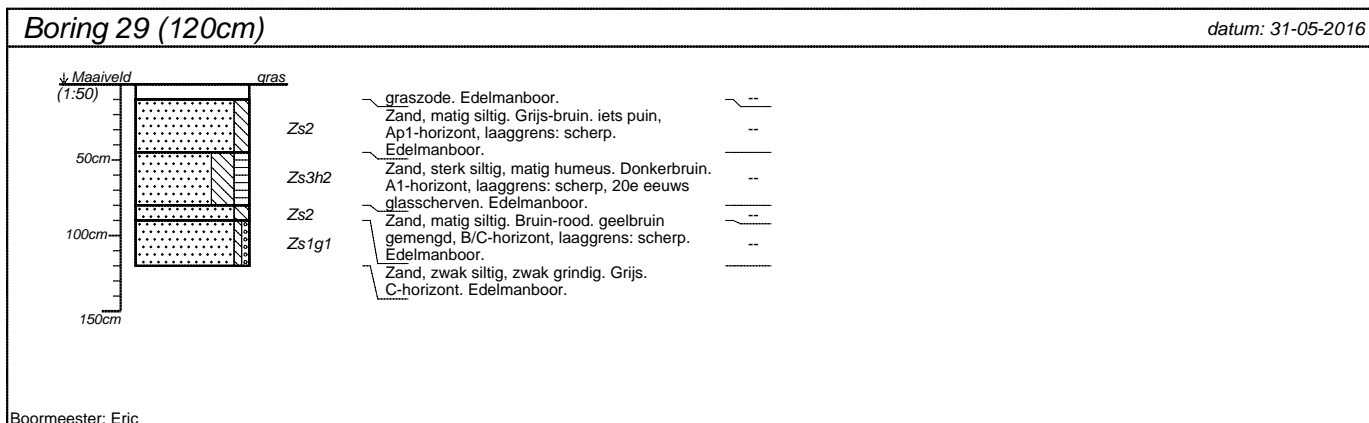 Boring 29 (120cm)
datum: 31-05-2016
Maaiveld
gras
(1:50)
graszode. Edelmanboor.
--
Zs2
Zand, matig siltig. Grijs-bruin. iets puin,
Ap1-horizont, laaggrens: scherp.
Edelmanboor.
--
50cm
Zs3h2
Zand, sterk siltig, matig humeus. Donkerbruin.
A1-horizont, laaggrens: scherp, 20e eeuws
glasscherven. Edelmanboor.
--
Zs2
Zand, matig siltig. Bruin-rood. geelbruin
gemengd, B/C-horizont, laaggrens: scherp.
Edelmanboor.
--
100cm
Zs1g1
Zand, zwak siltig, zwak grindig. Grijs.
C-horizont. Edelmanboor.
--
150cm
Boormeester: Eric